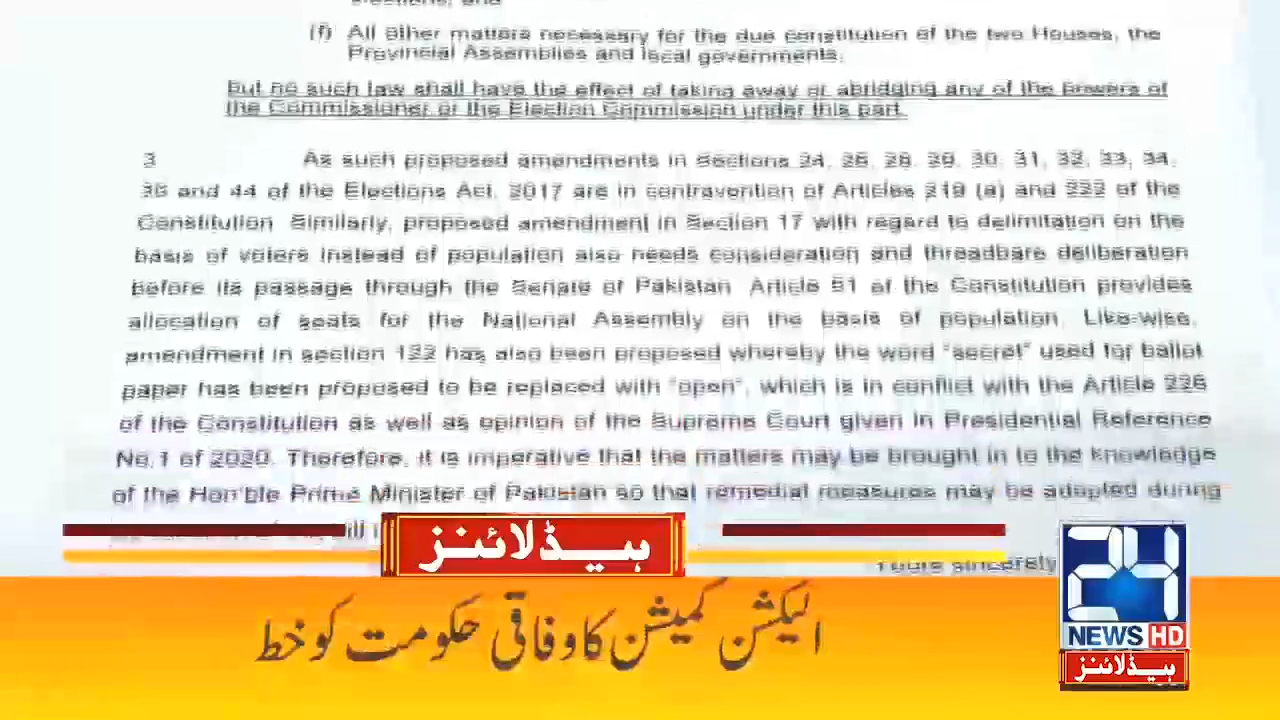 elections; and
(f) All other matters necessary for the due constitution of the two Houses, the
Provincial Assemblies and local governments.
But no such law shall have the effect of taking away or abridging any of the powers of
the Commissioner or the Election Commission under this part.
3 As such proposed amendments in Sections 24, 26, 28, 29, 30, 31, 32, 33, 34,
36 and 44 of the Elections Act, 2017 are in contravention of Articles 219 (a) and 222 of the
Constitution. Similarly, proposed amendment in Section 17 with regard to delimitation on the
basis of voters instead of population also needs consideration and threadbare deliberation
before its passage through the Senate of Pakistan. Article 51 of the Constitution provides
allocation of seats for the National Assembly on the basis of population. Like-wise,
amendment in section 122 has also been proposed whereby the word "secret" used for ballot
paper has been proposed to be replaced with "open", which is in conflict with the Article 226
of the Constitution as well as opinion of the Supreme Court given in Presidential Reference
No.1 of 2020. Therefore, it is imperative that the matters may be brought in to the knowledge
of the Hon'ble Prime Minister of Pakistan so that remedial measures may be adopted during
Yours sincerely
ہیڈلائنز
الیکشن کمیشن کا وفاقی حکومت کو خط
24
NEWS HD
ہیڈلائنز